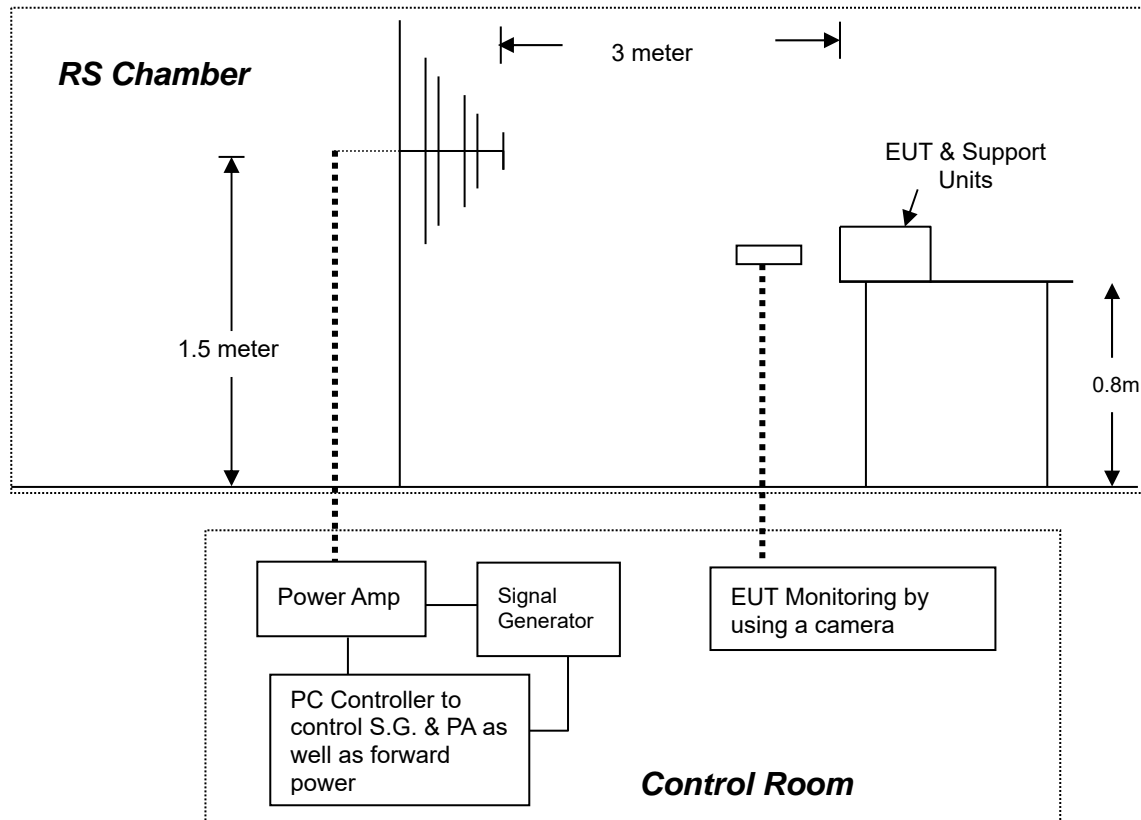 3 meter
RS Chamber
EUT & Support
Units
1.5 meter
0.8m
Power Amp
Signal
Generator
EUT Monitoring by
using a camera
PC Controller to
control S.G. & PA as
well as forward
power
Control Room